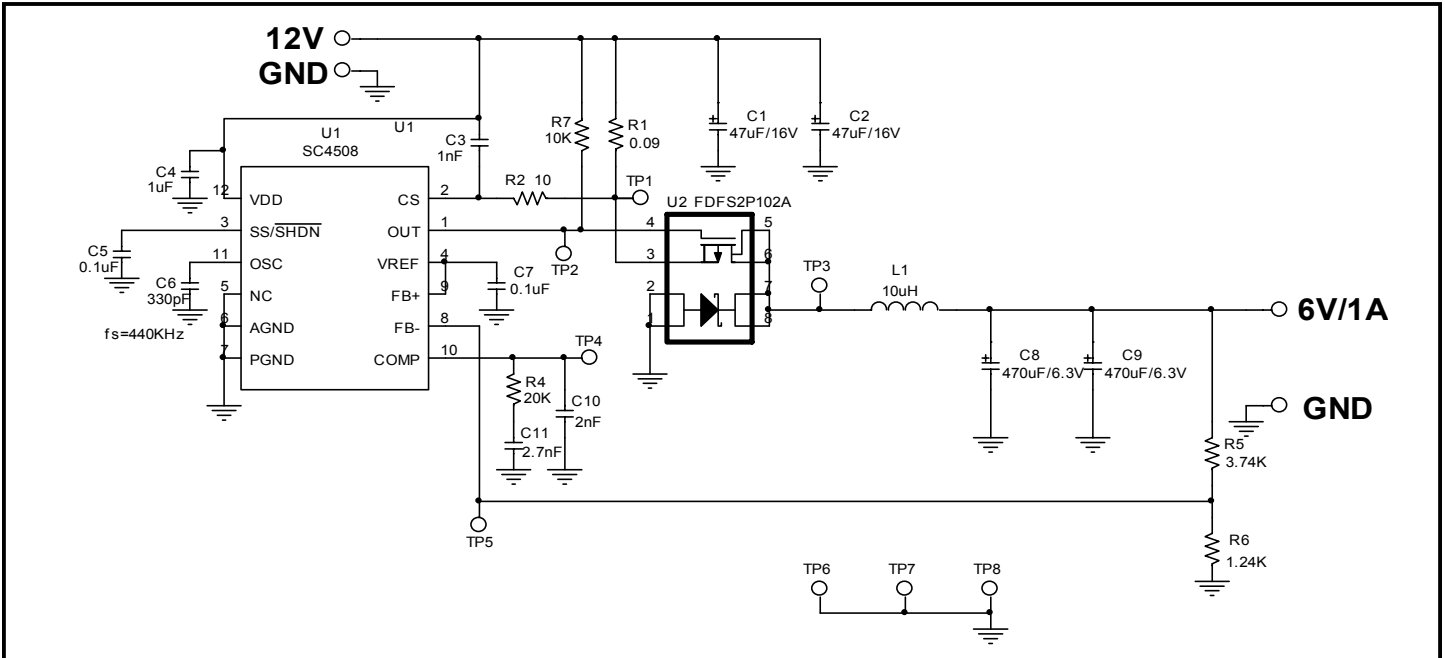 12V
GND
U1
U1
SC4508
C3
1nF
R7
10K
R1
0.09
C1
47uF/16V
C2
47uF/16V
C4
1uF
12
VDD
CS
2
R2 10
TP1
U2 FDFS2P102A
3
SS/SHDN
OUT
1
4
5
C5
0.1uF
TP2
11
OSC
VREF
4
3
6
C6
330pF
C7
0.1uF
TP3
L1
10uH
5
NC
FB+
9
2
7
6V/1A
fs=440KHz
6
AGND
FB-
8
1
8
TP4
7
PGND
COMP
10
C8
470uF/6.3V
C9
470uF/6.3V
R4
20K
C10
2nF
GND
C11
2.7nF
R5
3.74K
TP5
R6
1.24K
TP6
TP7
TP8